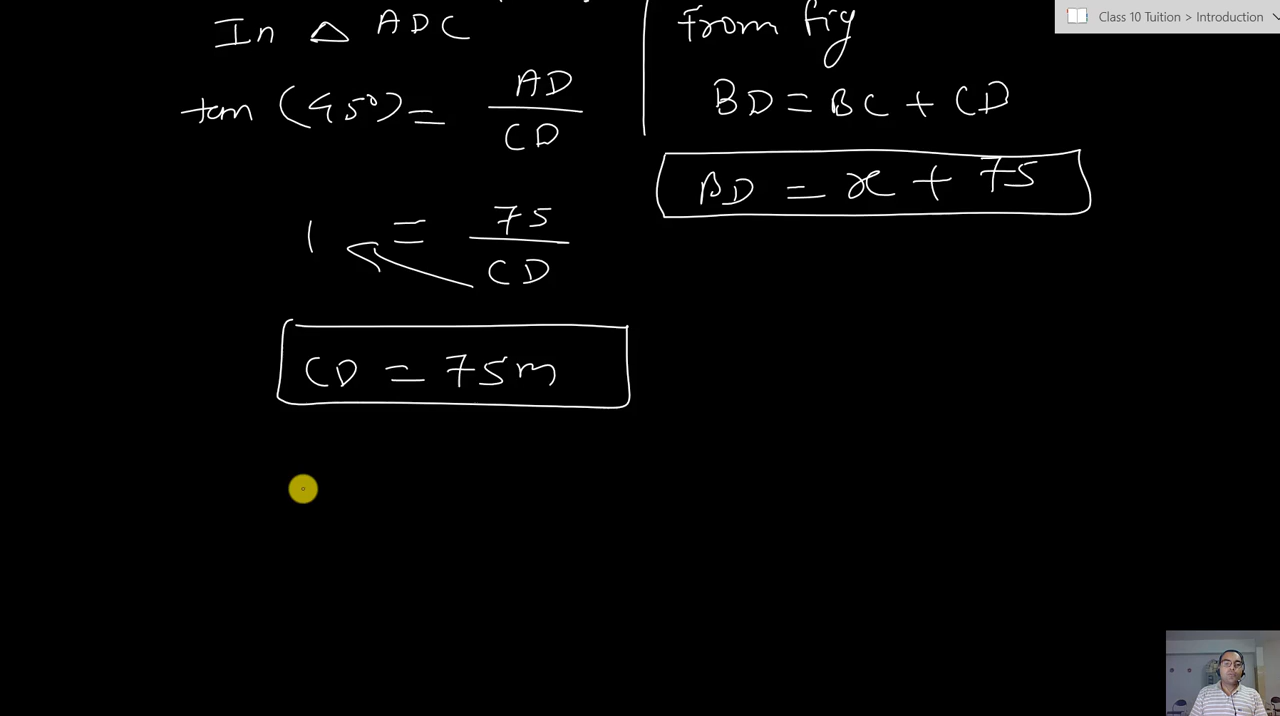 Class 10 Tuition > Introduction
In △ ADC
tan (45°) = AD / CD
1 = 75 / CD
CD = 75m
From fig
BD = BC + CD
BD = x + 75